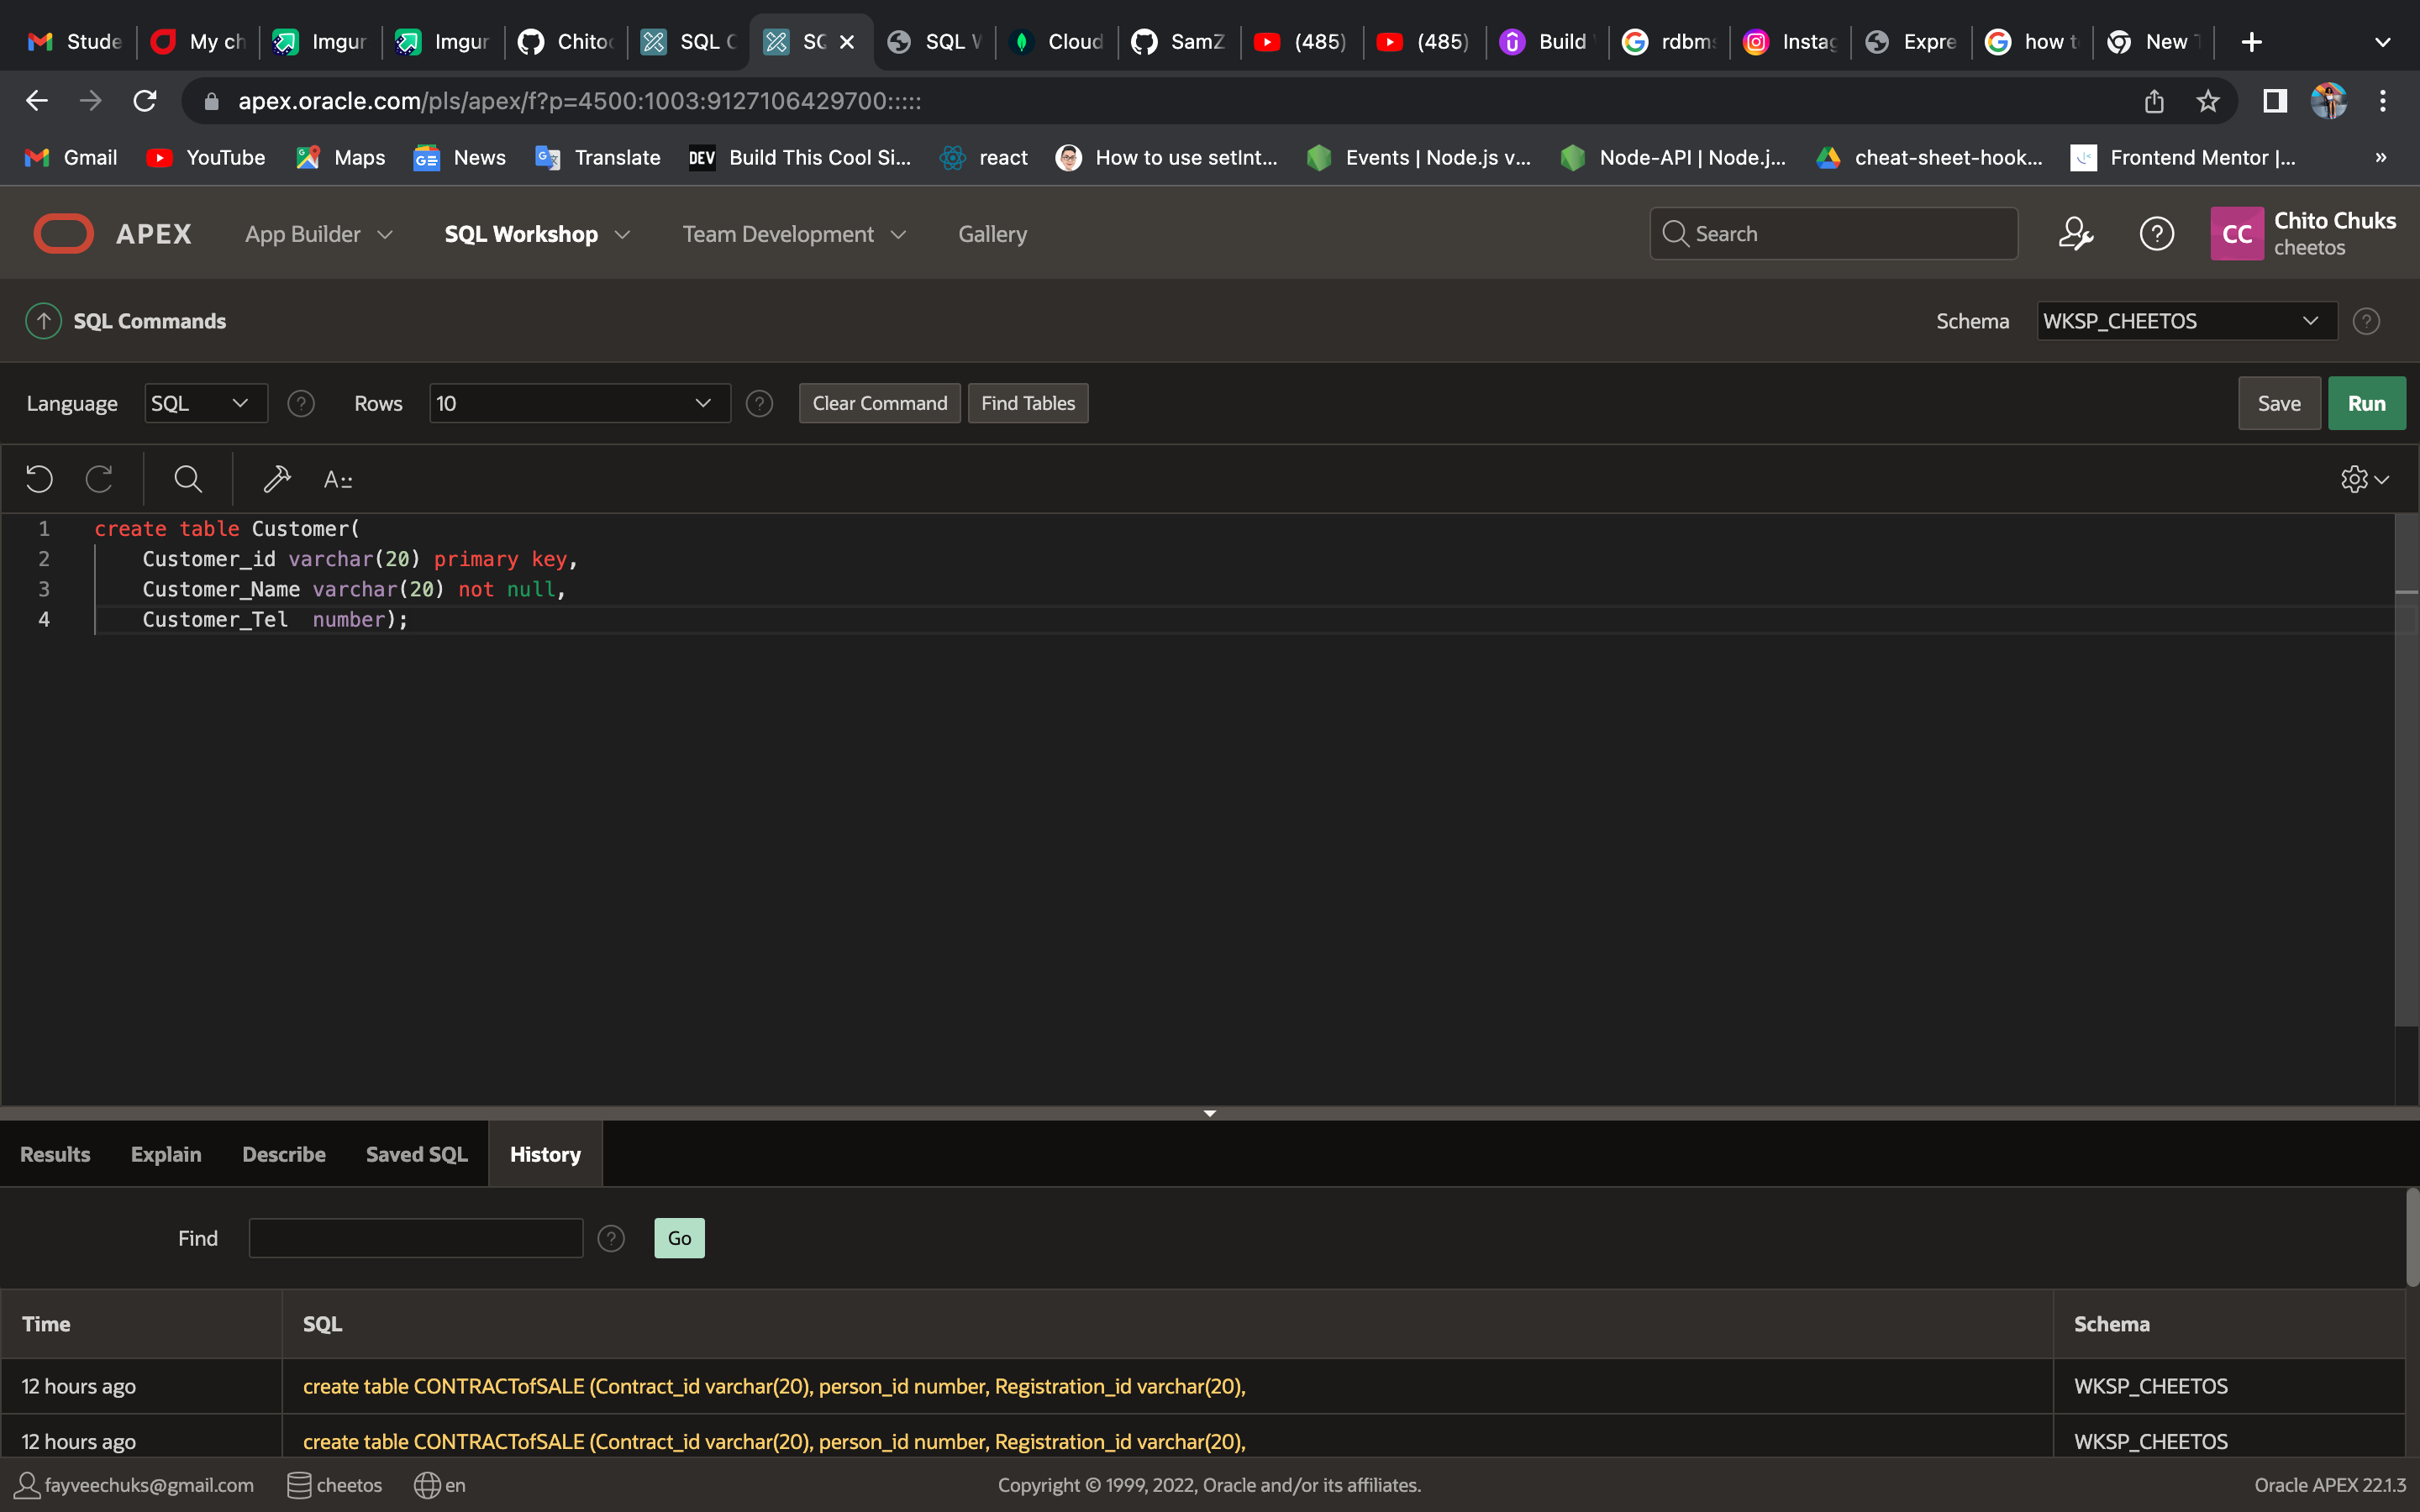 Stude My ch Imgur Imgur Chitoo SQL C SQ SQL W Cloud SamZ (485) (485) Build rdbms Instag Expre how to New T
apex.oracle.com/pls/apex/f?p=4500:1003:9127106429700:::::
Gmail YouTube Maps News Translate DEV Build This Cool Si... react How to use setInt... Events | Node.js v... Node-API | Node.j... cheat-sheet-hook... Frontend Mentor |... »
APEX App Builder SQL Workshop Team Development Gallery Search CC Chito Chuks
cheetos
SQL Commands Schema WKSP_CHEETOS
Language SQL Rows 10 Clear Command Find Tables Save Run
1 create table Customer(
2 Customer_id varchar(20) primary key,
3 Customer_Name varchar(20) not null,
4 Customer_Tel number);
Results Explain Describe Saved SQL History
Find Go
Time SQL Schema
12 hours ago create table CONTRACTofSALE (Contract_id varchar(20), person_id number, Registration_id varchar(20), WKSP_CHEETOS
12 hours ago create table CONTRACTofSALE (Contract_id varchar(20), person_id number, Registration_id varchar(20), WKSP_CHEETOS
fayveechuks@gmail.com cheetos en Copyright © 1999, 2022, Oracle and/or its affiliates. Oracle APEX 22.1.3